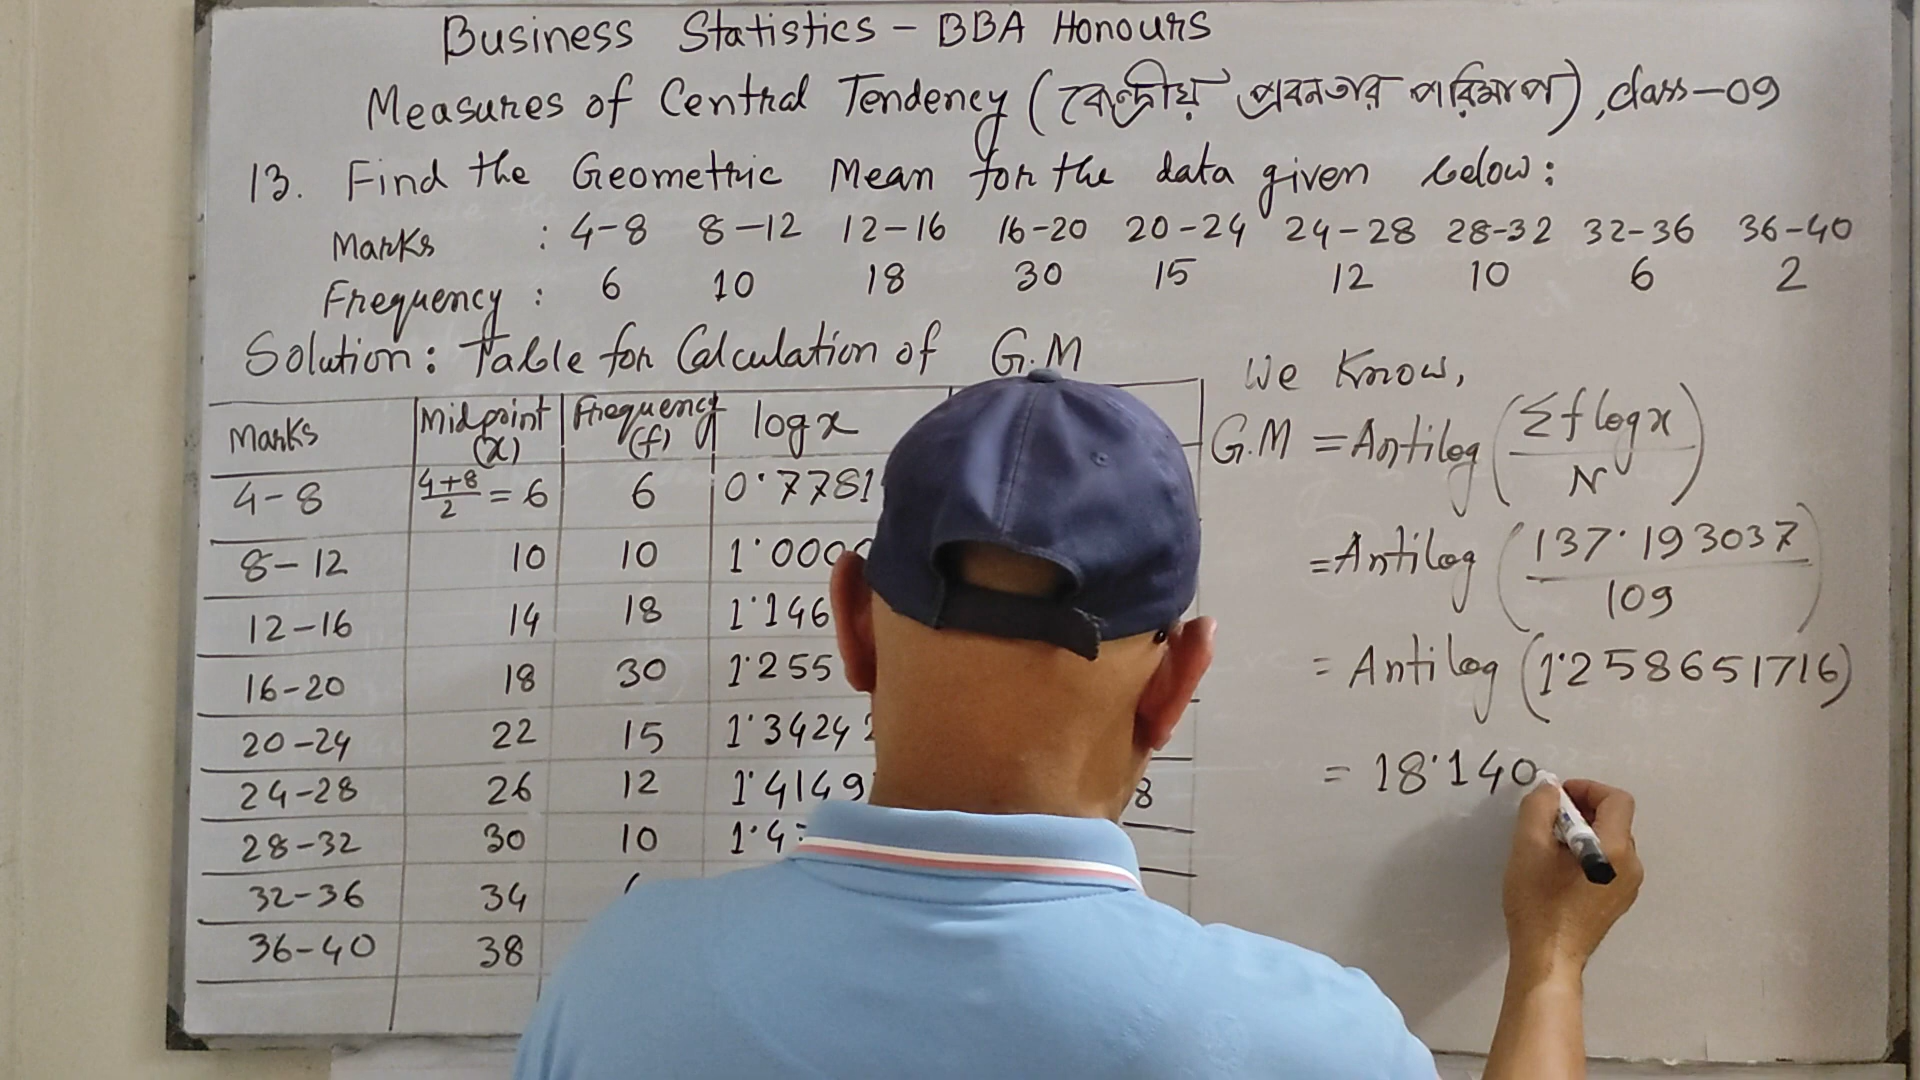 Business Statistics - BBA Honours
Measures of Central Tendency (কেন্দ্রীয় প্রবনতার পরিমাপ), class-09
13. Find the Geometric Mean for the data given below:
Marks : 4-8 8-12 12-16 16-20 20-24 24-28 28-32 32-36 36-40
Frequency : 6 10 18 30 15 12 10 6 2
Solution: Table for Calculation of G.M
Marks Midpoint (x) Frequency (f) log x
4-8 4+8/2 = 6 6 0.7781
8-12 10 10 1.000
12-16 14 18 1.146
16-20 18 30 1.255
20-24 22 15 1.3424
24-28 26 12 1.4149 8
28-32 30 10 1.4
32-36 34
36-40 38
We Know,
G.M = Antilog (Σf log x / N)
= Antilog (137.193037 / 109)
= Antilog (1.258651716)
= 18.140